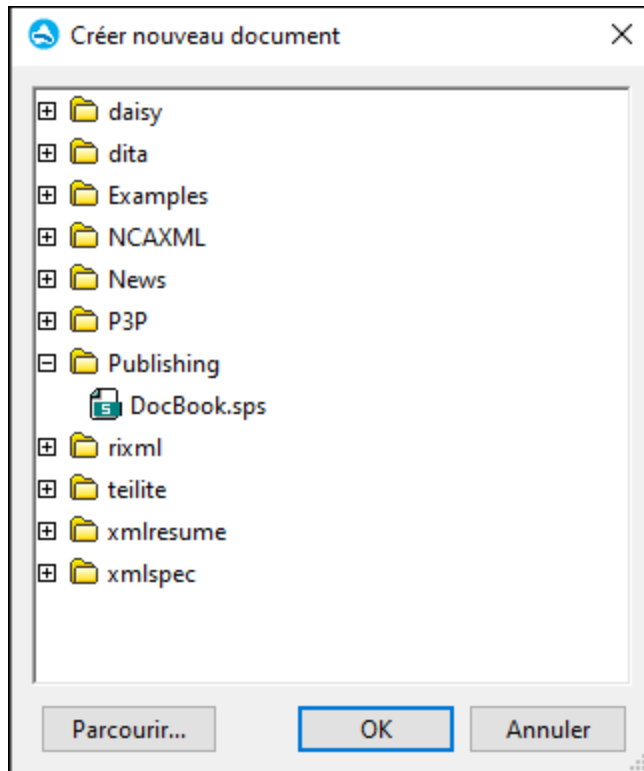 Créer nouveau document
daisy
dita
Examples
NCAXML
News
P3P
Publishing
DocBook.sps
rixml
teilite
xmlresume
xmlspec
Parcourir... OK Annuler